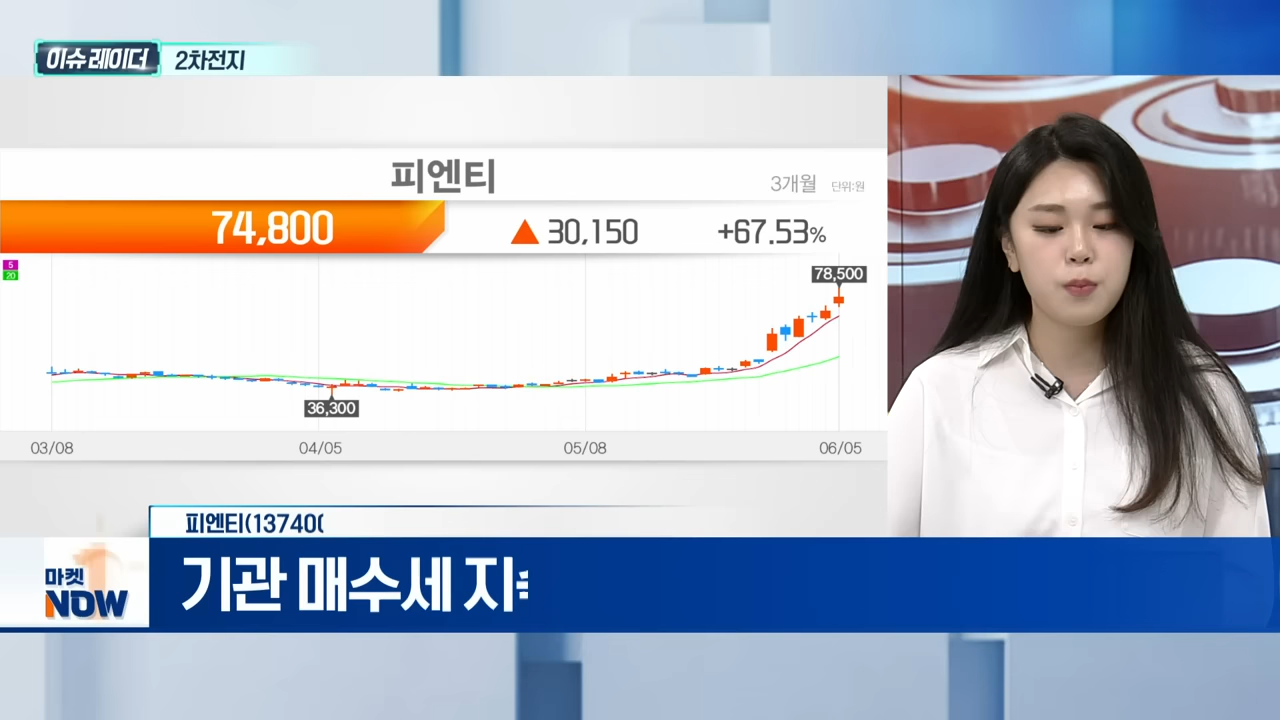 이슈 레이더 2차전지
피엔티
3개월 단위:원
74,800 ▲ 30,150 +67.53%
5
20
78,500
36,300
03/08 04/05 05/08 06/05
피엔티(137400
마켓
NOW
기관 매수세